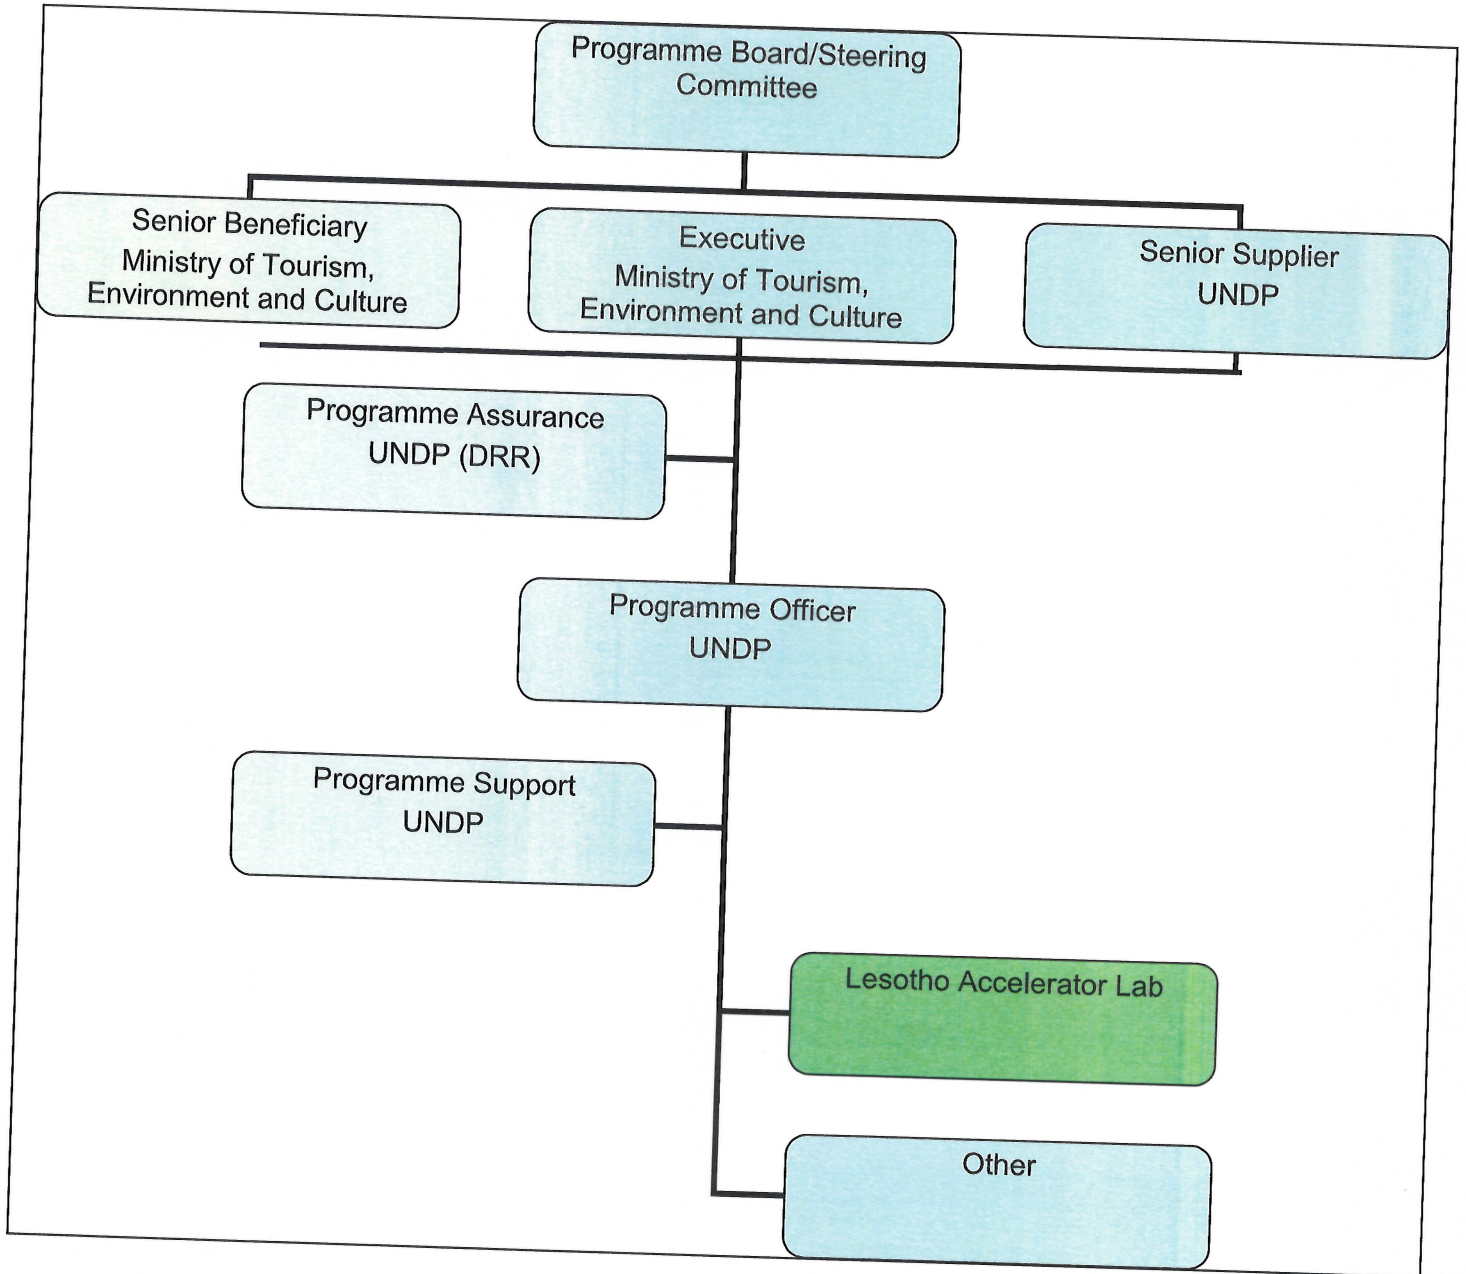 Programme Board/Steering
Committee
Senior Beneficiary
Ministry of Tourism,
Environment and Culture
Executive
Ministry of Tourism,
Environment and Culture
Senior Supplier
UNDP
Programme Assurance
UNDP (DRR)
Programme Officer
UNDP
Programme Support
UNDP
Lesotho Accelerator Lab
Other